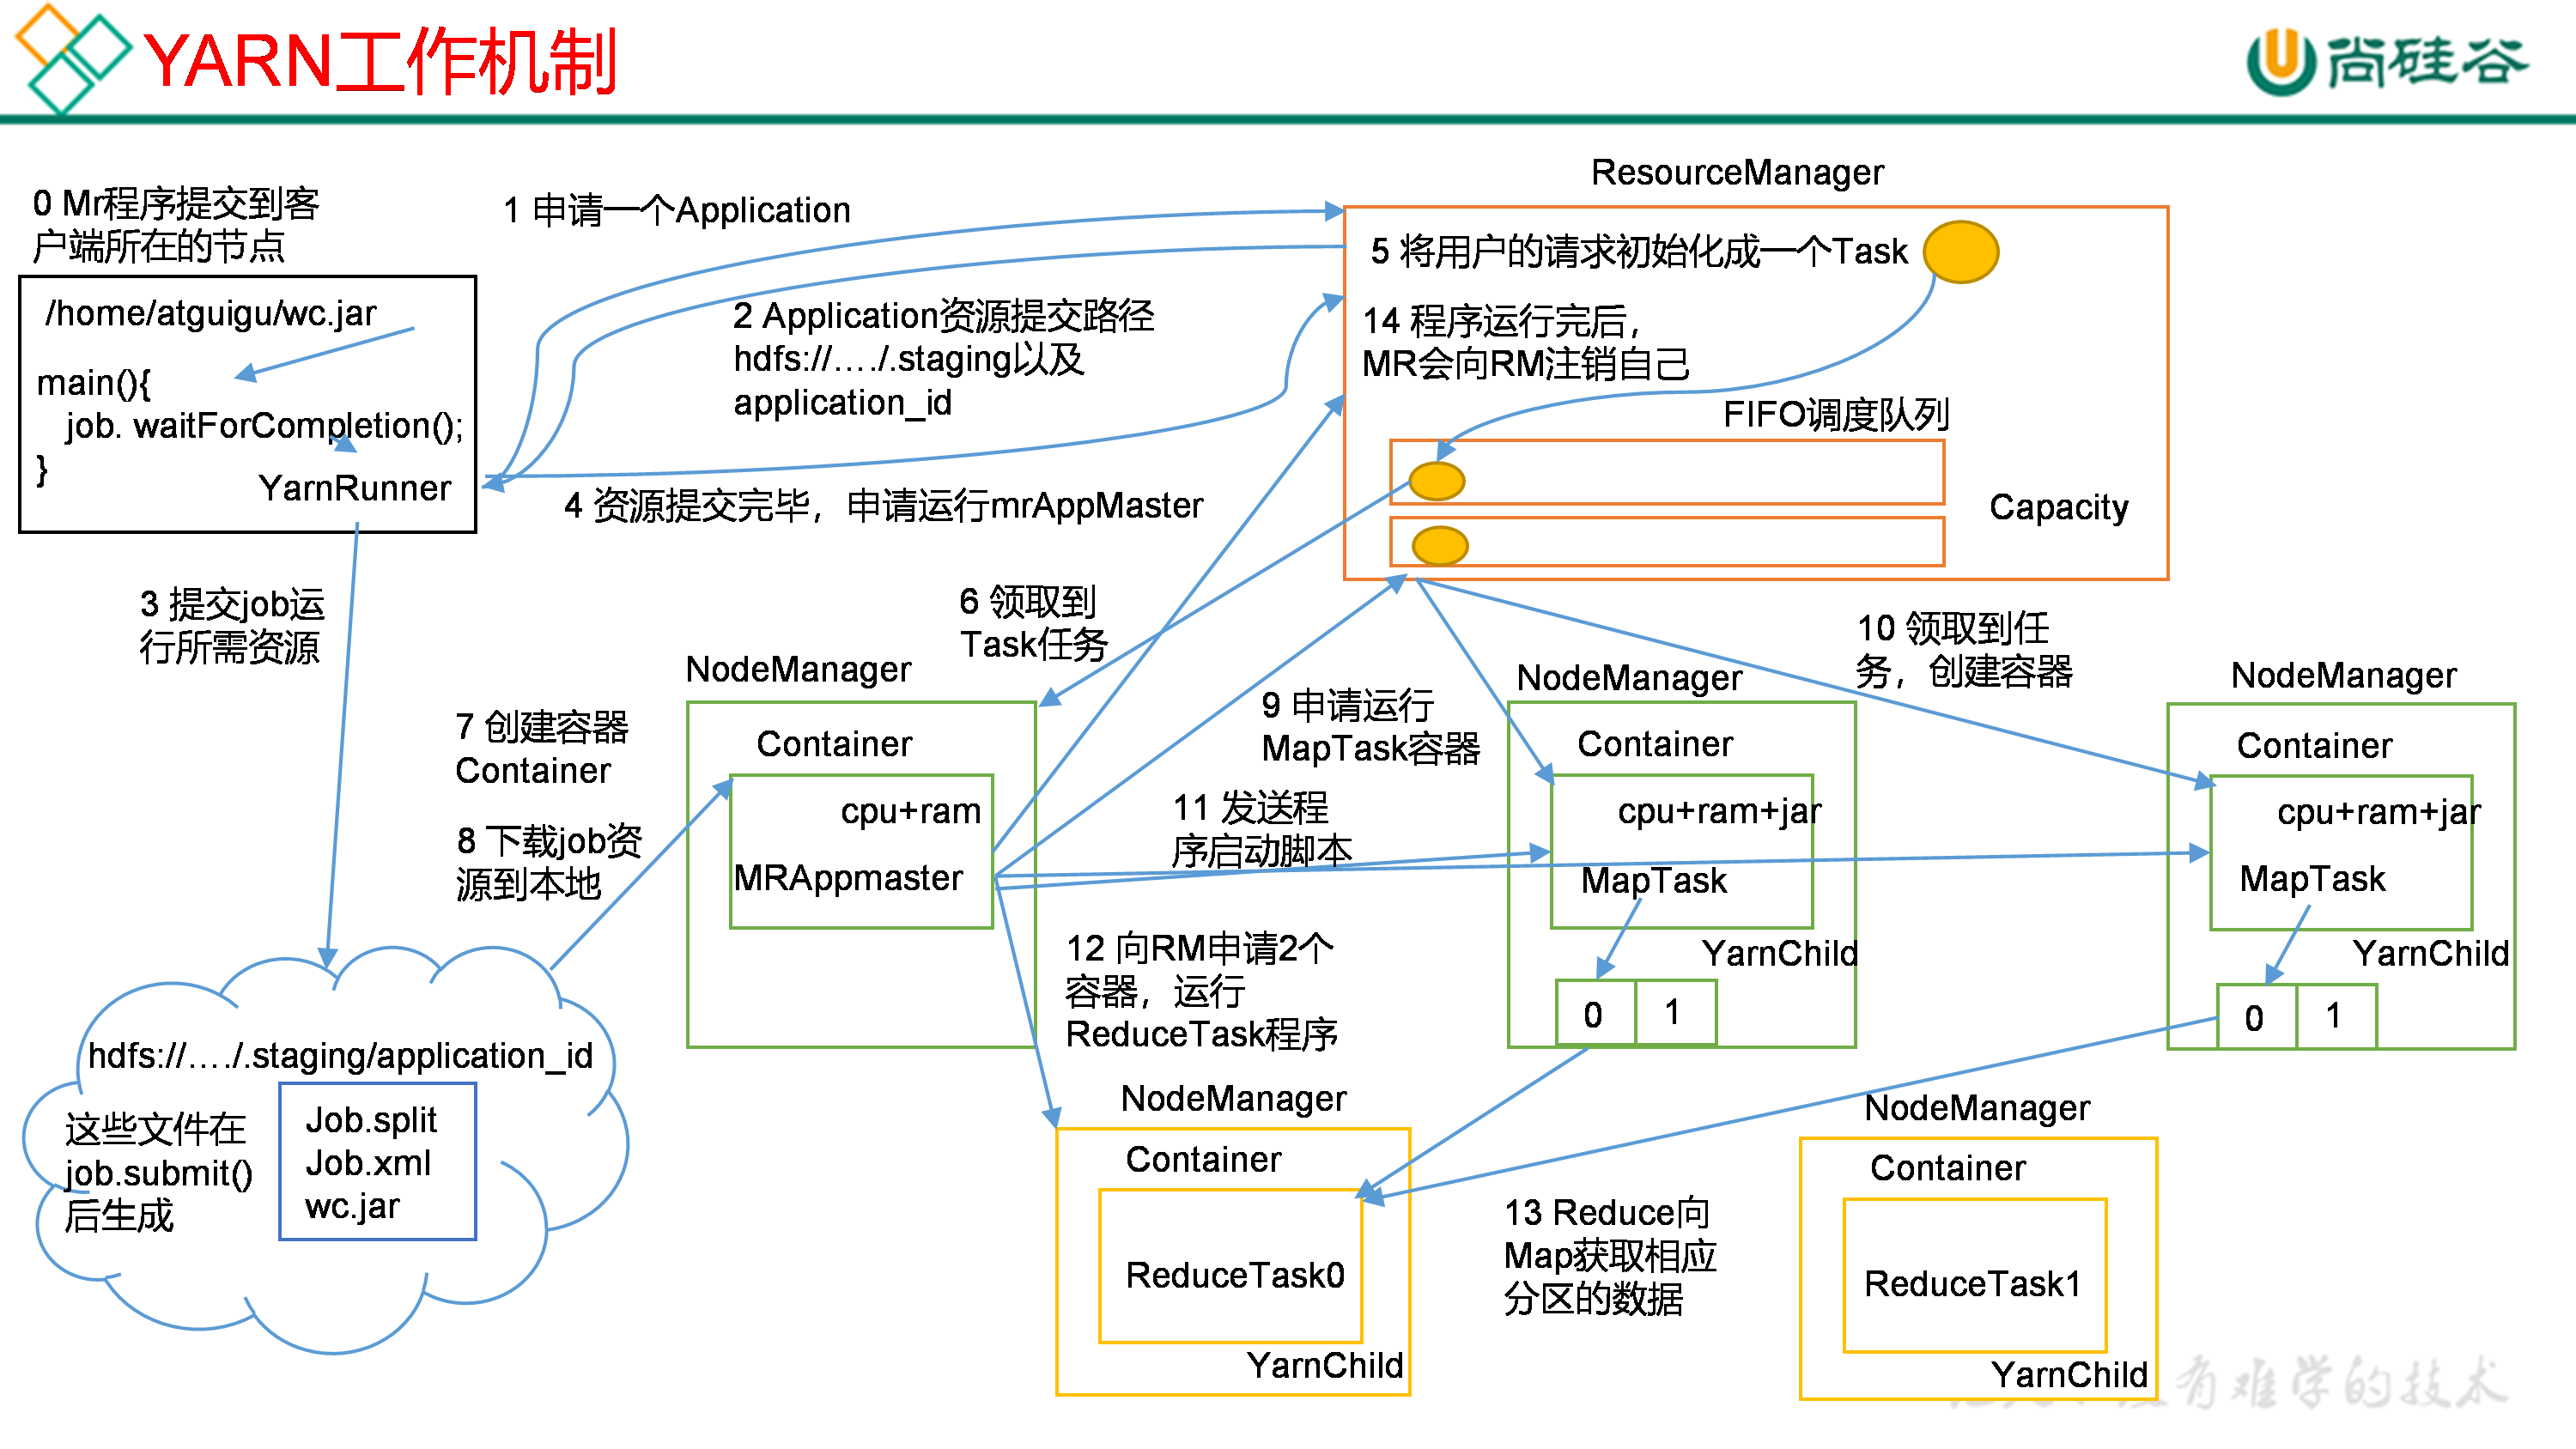 YARN工作机制
尚硅谷
0 Mr程序提交到客
户端所在的节点
/home/atguigu/wc.jar
main(){
job. waitForCompletion();
}
YarnRunner
1 申请一个Application
2 Application资源提交路径
hdfs://…./.staging以及
application_id
4 资源提交完毕，申请运行mrAppMaster
ResourceManager
5 将用户的请求初始化成一个Task
14 程序运行完后，
MR会向RM注销自己
FIFO调度队列
Capacity
3 提交job运
行所需资源
6 领取到
Task任务
7 创建容器
Container
8 下载job资
源到本地
NodeManager
Container
cpu+ram
MRAppmaster
9 申请运行
MapTask容器
11 发送程
序启动脚本
10 领取到任
务，创建容器
NodeManager
Container
cpu+ram+jar
MapTask
YarnChild
0 1
NodeManager
Container
cpu+ram+jar
MapTask
YarnChild
0 1
hdfs://…./.staging/application_id
这些文件在
job.submit()
后生成
Job.split
Job.xml
wc.jar
12 向RM申请2个
容器，运行
ReduceTask程序
NodeManager
Container
ReduceTask0
YarnChild
13 Reduce向
Map获取相应
分区的数据
NodeManager
Container
ReduceTask1
YarnChild
有难学的技术